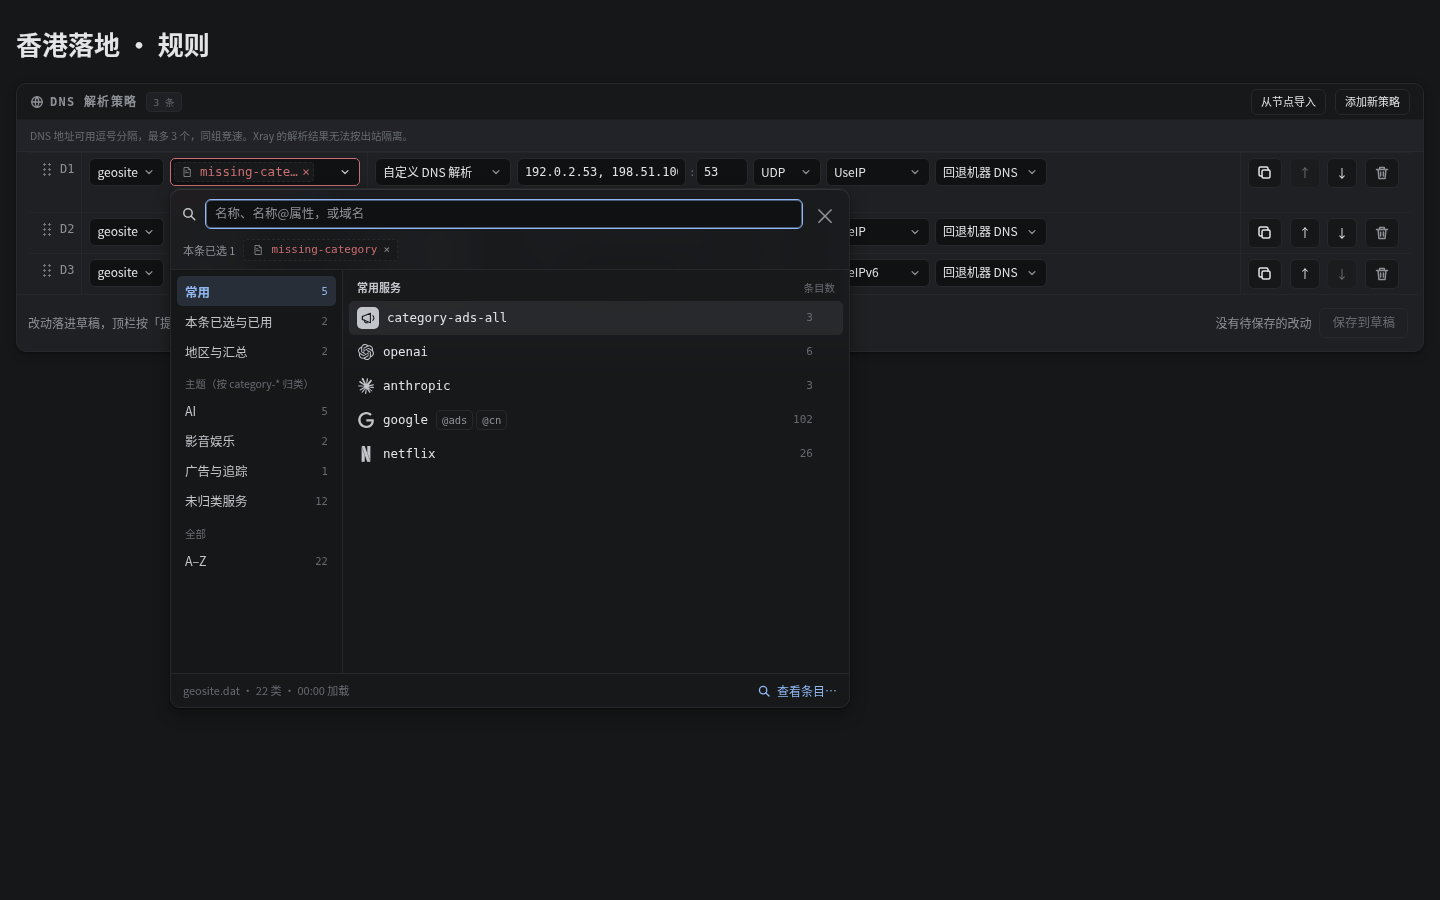 香港落地 · 规则
DNS 解析策略 3 条 从节点导入 添加新策略
DNS 地址可用逗号分隔，最多 3 个，同组竞速。Xray 的解析结果无法按出站隔离。
D1 geosite missing-cate… × 自定义 DNS 解析 192.0.2.53, 198.51.10 : 53 UDP UseIP 回退机器 DNS
名称、名称@属性，或域名
D2 geosite eIP 回退机器 DNS
本条已选 1 missing-category ×
D3 geosite eIPv6 回退机器 DNS
改动落进草稿，顶栏按「提 没有待保存的改动 保存到草稿
常用 5
本条已选与已用 2
地区与汇总 2
主题（按 category-* 归类）
AI 5
影音娱乐 2
广告与追踪 1
未归类服务 12
全部
A–Z 22
常用服务 条目数
category-ads-all 3
openai 6
anthropic 3
google @ads @cn 102
netflix 26
geosite.dat · 22 类 · 00:00 加载 查看条目…